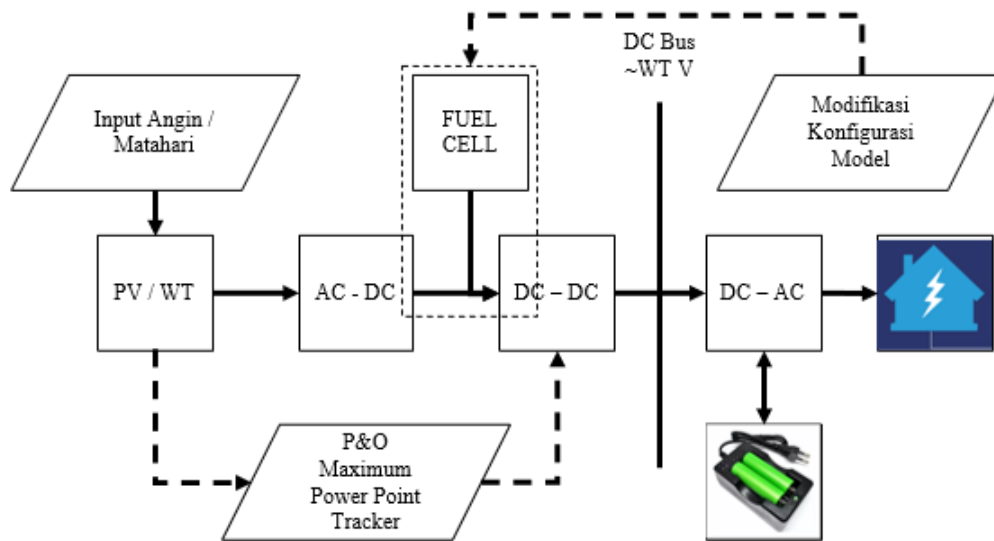 DC Bus
~WT V
Input Angin /
Matahari
FUEL
CELL
Modifikasi
Konfigurasi
Model
PV / WT
AC - DC
DC – DC
DC – AC
P&O
Maximum
Power Point
Tracker